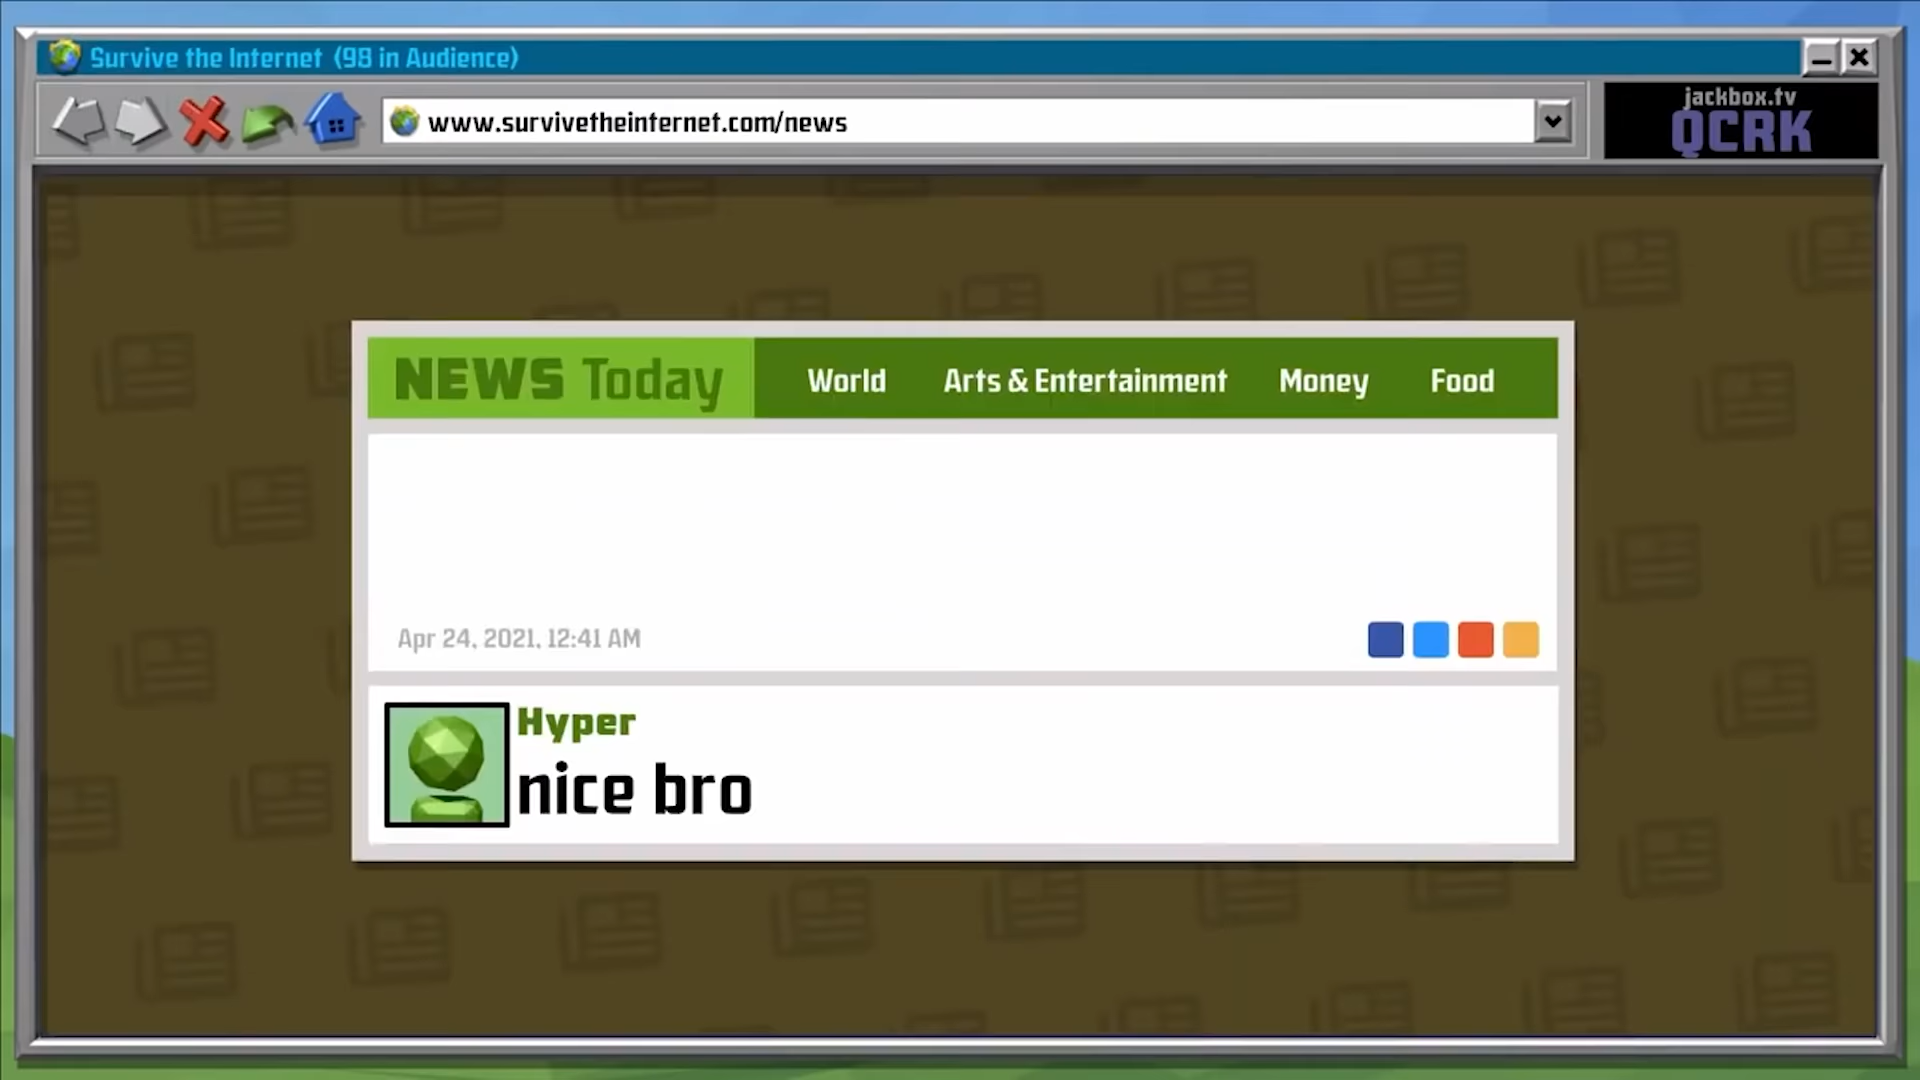 Survive the Internet (98 in Audience)
www.survivetheinternet.com/news
jackbox.tv
QCRK
NEWS Today
World
Arts & Entertainment
Money
Food
Apr 24, 2021, 12:41 AM
Hyper
nice bro